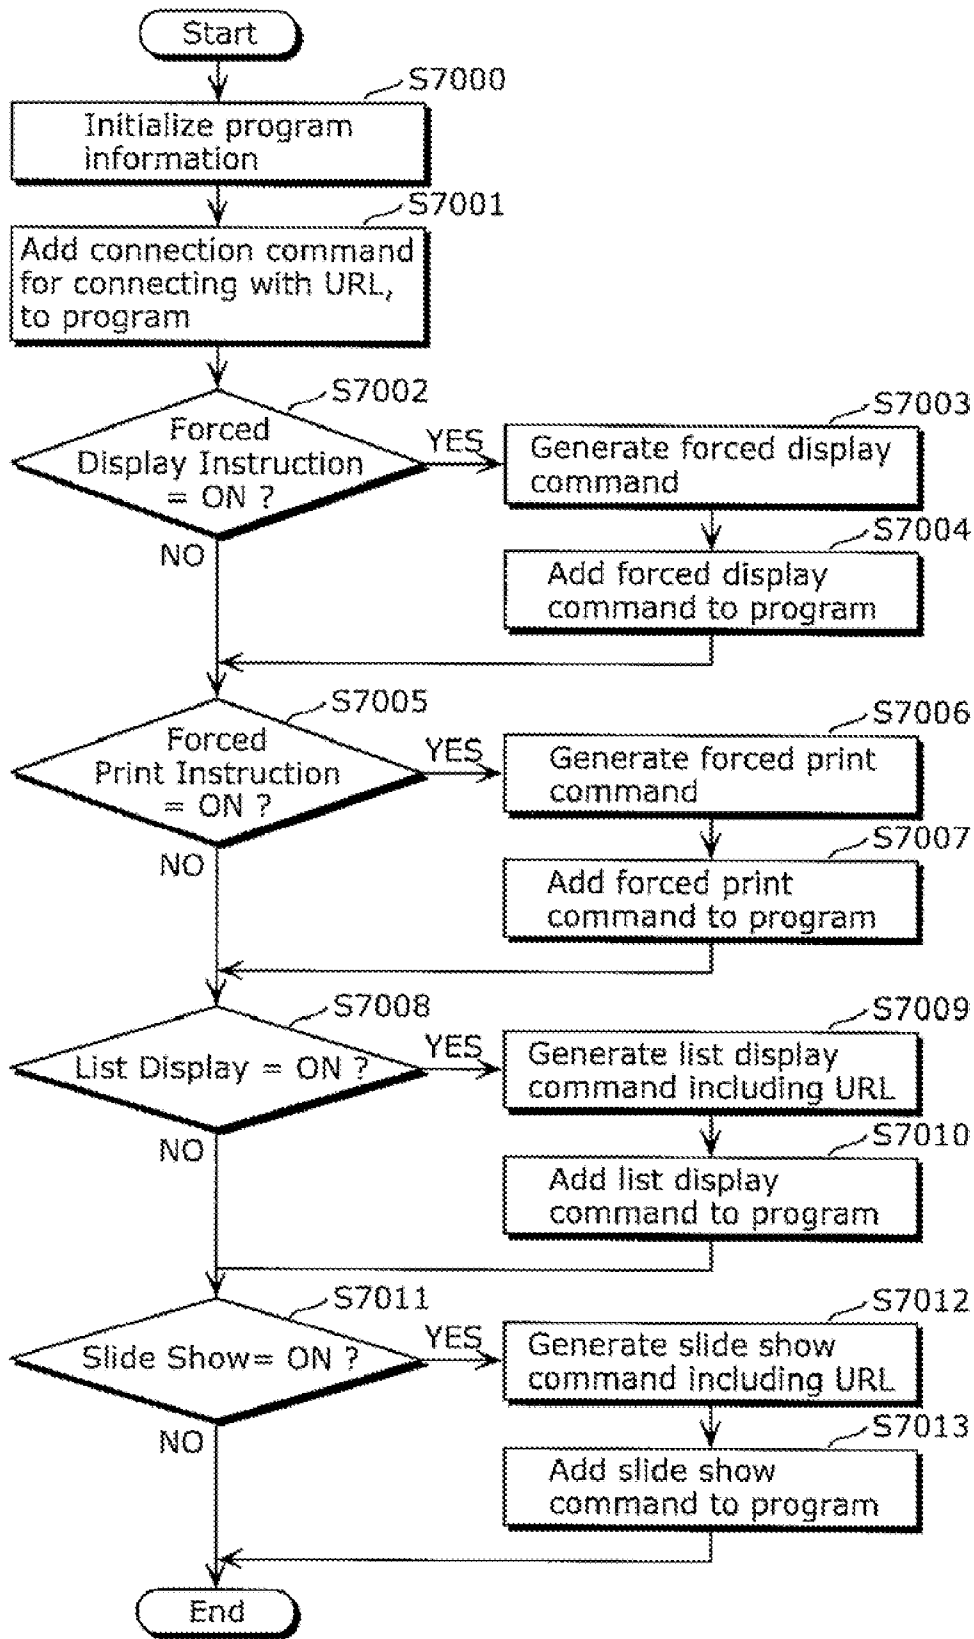 Start
S7000
Initialize program
information
S7001
Add connection command
for connecting with URL,
to program
S7002
Forced
Display Instruction
= ON ?
YES
NO
S7003
Generate forced display
command
S7004
Add forced display
command to program
S7005
Forced
Print Instruction
= ON ?
YES
NO
S7006
Generate forced print
command
S7007
Add forced print
command to program
S7008
List Display = ON ?
YES
NO
S7009
Generate list display
command including URL
S7010
Add list display
command to program
S7011
Slide Show= ON ?
YES
NO
S7012
Generate slide show
command including URL
S7013
Add slide show
command to program
End